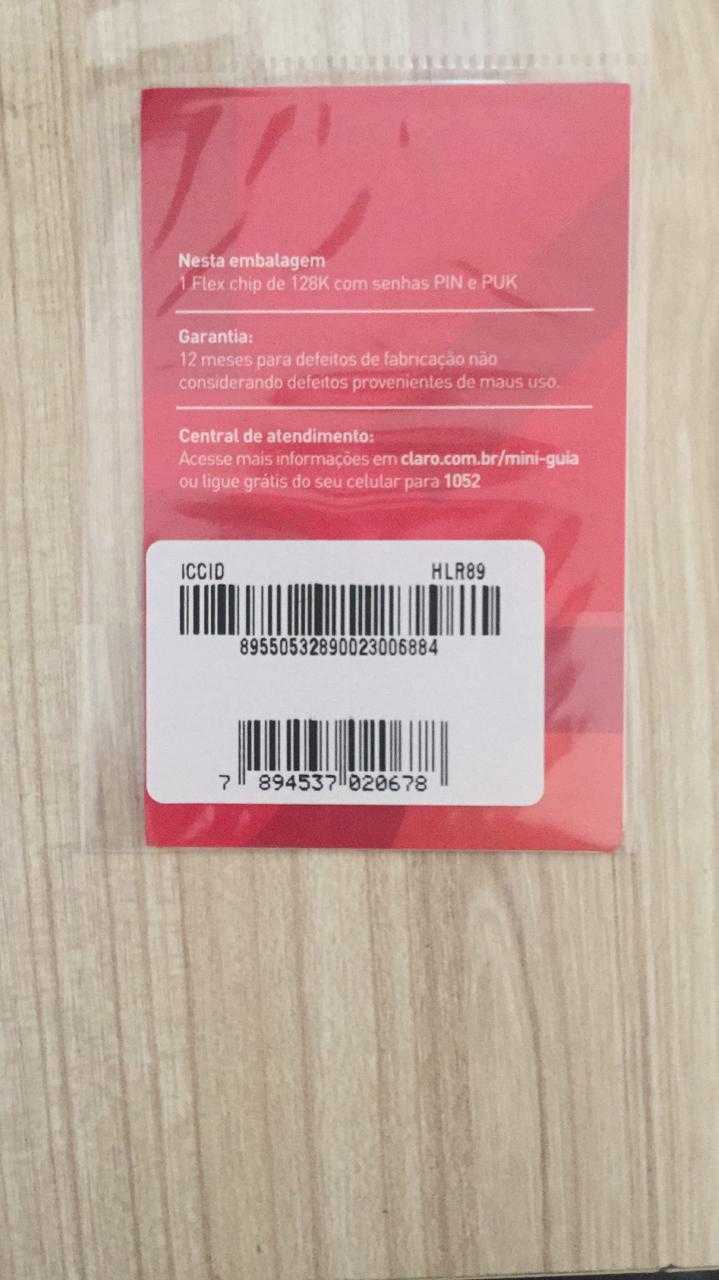 Nesta embalagem
1 Flex chip de 128K com senhas PIN e PUK
Garantia:
12 meses para defeitos de fabricação não
considerando defeitos provenientes de maus uso.
Central de atendimento:
Acesse mais informações em claro.com.br/mini-guia
ou ligue grátis do seu celular para 1052
ICCID HLR89
89550532890023006884
7 894537 020678